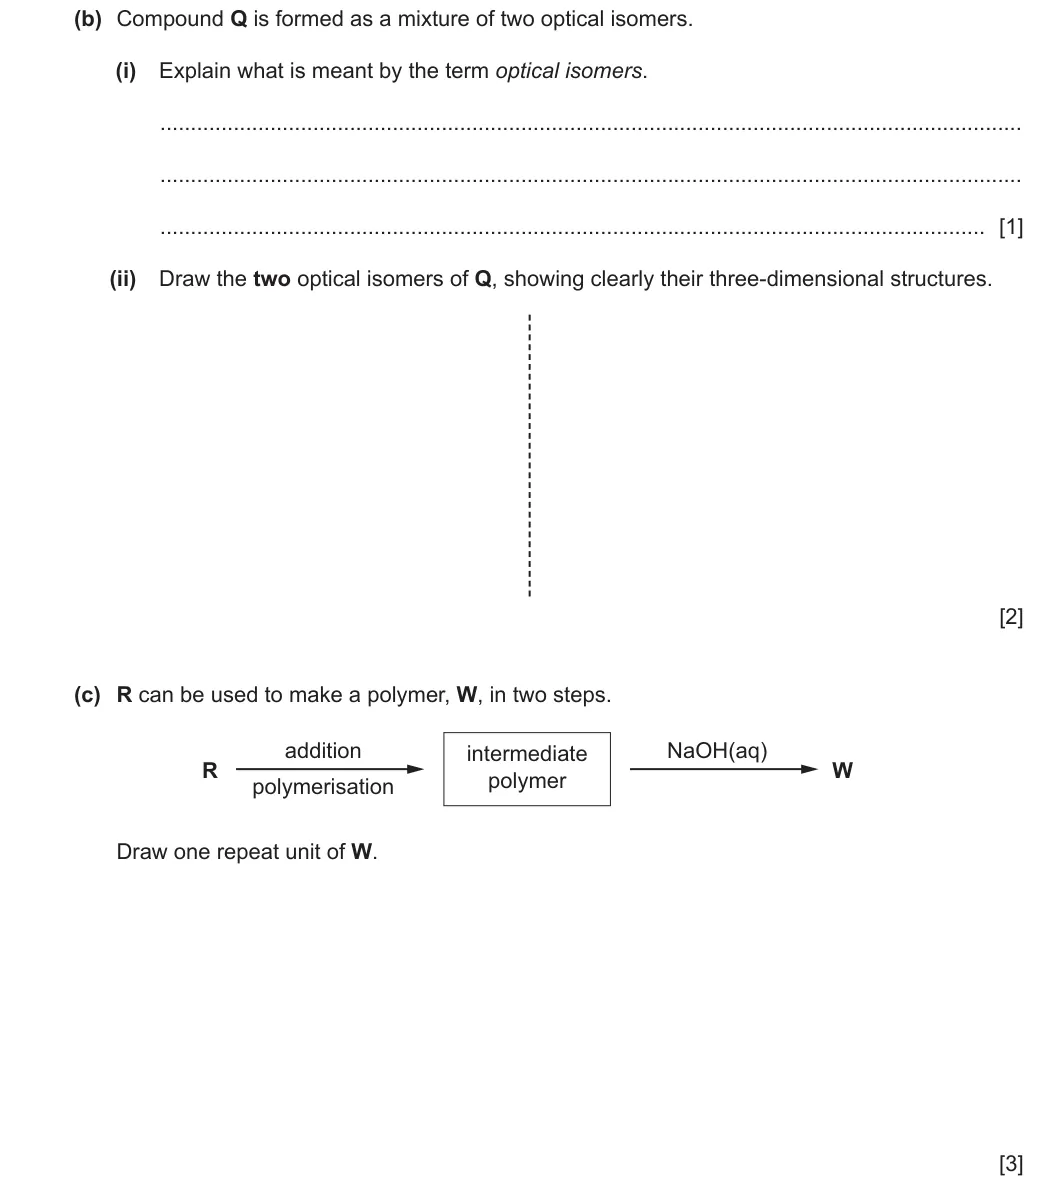 (b) Compound Q is formed as a mixture of two optical isomers.
(i) Explain what is meant by the term optical isomers.
..............................................................................................................................................
..............................................................................................................................................
........................................................................................................................................ [1]
(ii) Draw the two optical isomers of Q, showing clearly their three-dimensional structures.
[2]
(c) R can be used to make a polymer, W, in two steps.
R addition polymerisation intermediate polymer NaOH(aq) W
Draw one repeat unit of W.
[3]